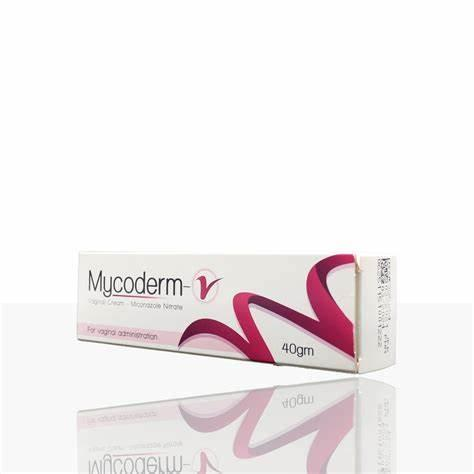 Mycoderm-V
Vaginal Cream - Miconazole Nitrate
For vaginal administration
40gm